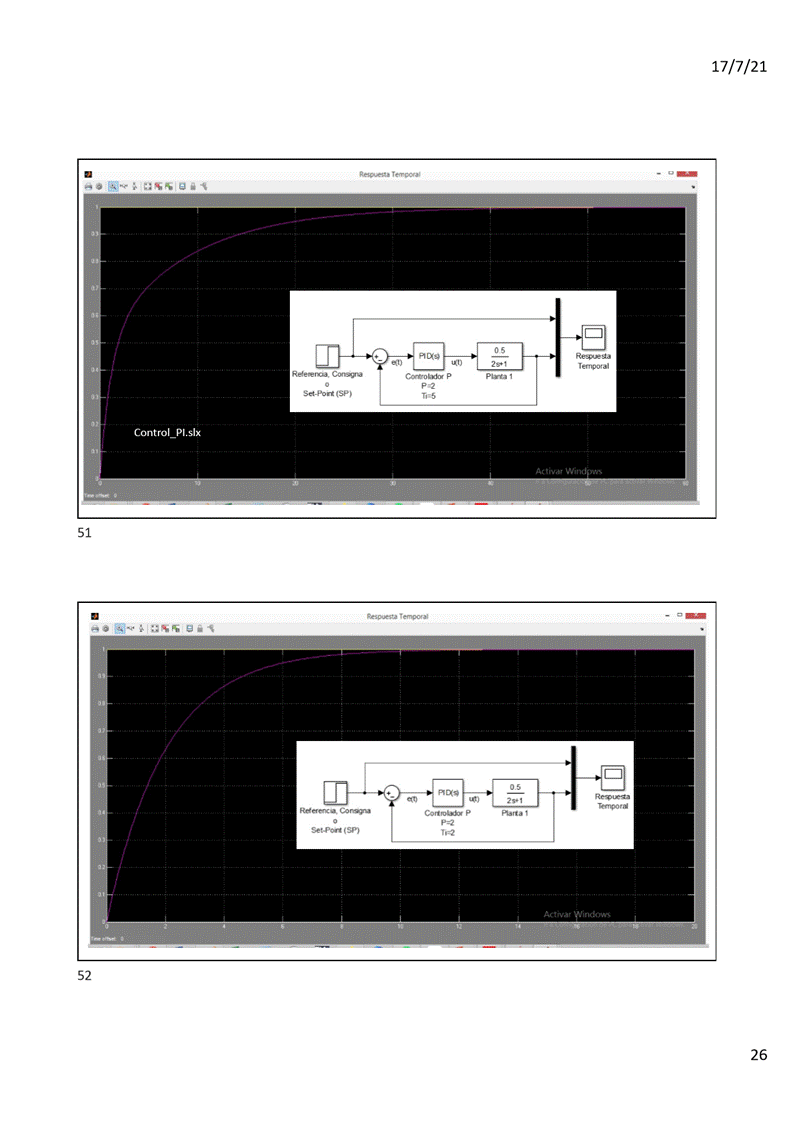 17/7/21
Respuesta Temporal
1
0.9
0.8
0.7
0.6
0.5
0.4
0.3
0.2
0.1
0
0 10 20 30 40 50 60
Time offset: 0
Control_PI.slx
Referencia, Consigna
o
Set-Point (SP)
+
-
e(t)
PID(s)
Controlador P
P=2
Ti=5
u(t)
0.5
2s+1
Planta 1
Respuesta
Temporal
Activar Windows
51
Respuesta Temporal
1
0.9
0.8
0.7
0.6
0.5
0.4
0.3
0.2
0.1
0
0 2 4 6 8 10 12 14 16 18 20
Time offset: 0
Referencia, Consigna
o
Set-Point (SP)
+
-
e(t)
PID(s)
Controlador P
P=2
Ti=2
u(t)
0.5
2s+1
Planta 1
Respuesta
Temporal
Activar Windows
52
26